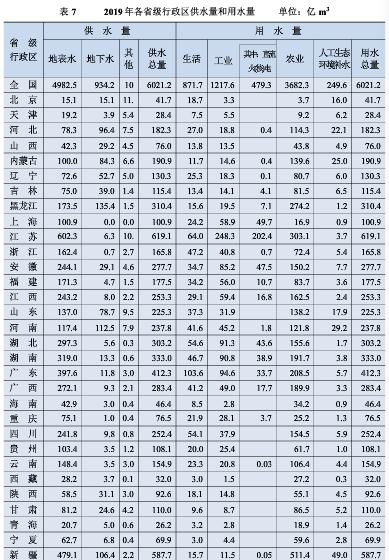 表 7 2019年各省级行政区供水量和用水量 单位：亿 m³
省 级 行政区 供 水 量 用 水 量
地表水 地下水 其他 供水总量 生活 工业 其中：直流火(核)电 农业 人工生态环境补水 用水总量
全 国 4982.5 934.2 10 6021.2 871.7 1217.6 479.3 3682.3 249.6 6021.2
北 京 15.1 15.1 11. 41.7 18.7 3.3 3.7 16.0 41.7
天 津 19.2 3.9 5.4 28.4 7.5 5.5 9.2 6.2 28.4
河 北 78.3 96.4 7.5 182.3 27.0 18.8 0.4 114.3 22.1 182.3
山 西 42.3 29.2 4.5 76.0 13.8 13.5 43.8 4.9 76.0
内蒙古 100.0 84.3 6.6 190.9 11.7 14.6 0.4 139.6 25.0 190.9
辽 宁 72.6 52.7 5.0 130.3 25.3 18.3 0.1 80.7 6.0 130.3
吉 林 75.0 39.0 1.4 115.4 13.4 14.1 4.1 81.5 6.5 115.4
黑龙江 173.5 135.4 1.5 310.4 15.6 19.5 7.1 274.2 1.2 310.4
上 海 100.9 0.0 0.0 100.9 24.2 58.9 49.7 16.9 0.9 100.9
江 苏 602.3 6.3 10. 619.1 64.0 248.3 202.4 303.1 3.7 619.1
浙 江 162.4 0.7 2.7 165.8 47.2 40.8 0.7 72.4 5.4 165.8
安 徽 244.1 29.1 4.6 277.7 34.7 85.2 47.5 150.2 7.7 277.7
福 建 171.3 4.7 1.5 177.5 34.2 56.0 10.7 83.7 3.6 177.5
江 西 243.2 8.0 2.2 253.3 29.1 59.4 16.8 162.5 2.4 253.3
山 东 137.0 78.7 9.5 225.3 37.3 31.9 138.2 17.9 225.3
河 南 117.4 112.5 7.9 237.8 41.6 45.2 1.8 121.8 29.2 237.8
湖 北 297.3 5.6 0.3 303.2 54.6 91.3 43.6 155.6 1.7 303.2
湖 南 319.0 13.3 0.6 333.0 46.7 90.8 38.9 191.7 3.8 333.0
广 东 397.6 11.8 3.0 412.3 103.6 94.6 33.7 208.5 5.7 412.3
广 西 272.1 9.3 2.1 283.4 41.2 49.0 17.7 189.9 3.3 283.4
海 南 42.9 3.0 0.4 46.4 8.5 2.8 34.2 0.9 46.4
重 庆 75.1 1.0 0.4 76.5 21.9 28.1 3.7 25.2 1.3 76.5
四 川 241.8 9.8 0.8 252.4 54.1 37.9 154.5 5.9 252.4
贵 州 103.4 3.5 1.2 108.1 20.0 25.4 61.7 1.0 108.1
云 南 148.4 3.5 3.0 154.9 23.3 20.8 0.03 106.4 4.4 154.9
西 藏 28.2 3.7 0.1 32.0 3.0 1.5 27.2 0.3 32.0
陕 西 58.5 31.1 3.0 92.6 18.1 14.8 55.1 4.5 92.6
甘 肃 81.2 24.6 4.2 110.0 9.6 8.7 86.5 5.2 110.0
青 海 20.7 5.0 0.6 26.2 3.2 2.8 18.9 1.4 26.2
宁 夏 62.7 6.8 0.4 69.9 3.0 4.4 59.6 2.8 69.9
新 疆 479.1 106.4 2.2 587.7 15.7 11.5 0.05 511.4 49.0 587.7